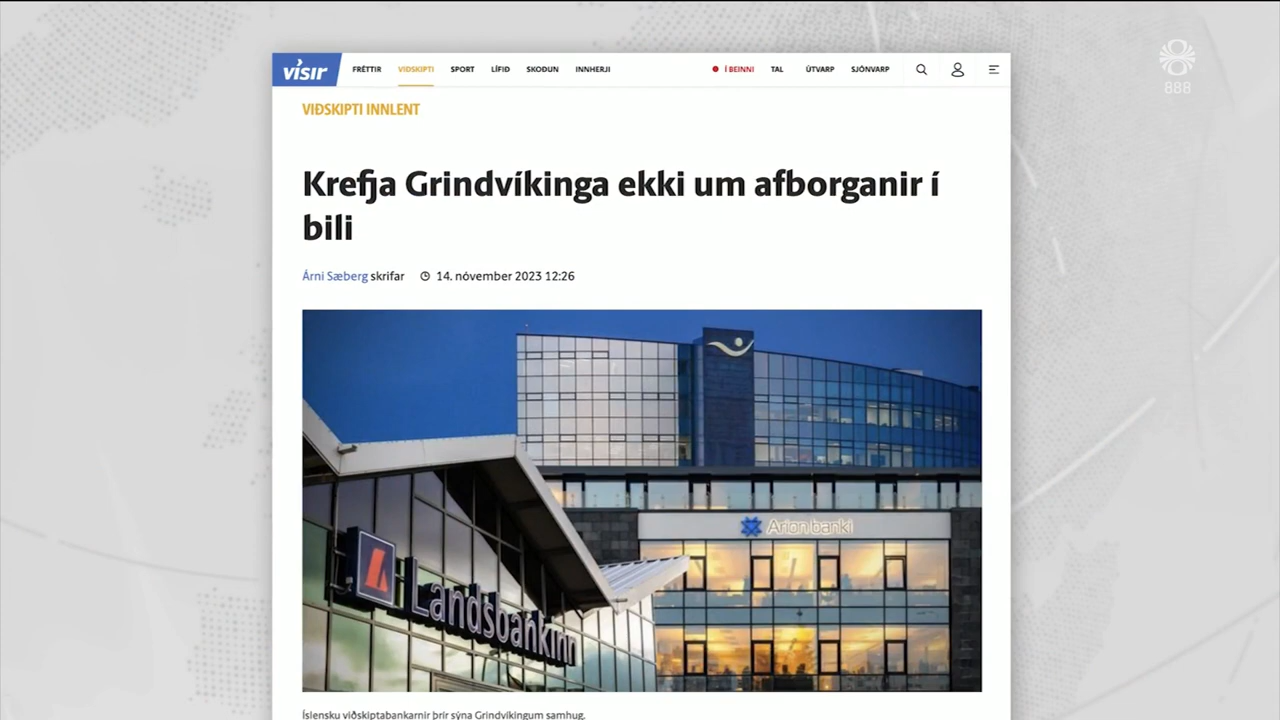 vísir FRÉTTIR VIÐSKIPTI SPORT LÍFIÐ SKOÐUN INNHERJI Í BEINNI TAL ÚTVARP SJÓNVARP
888
VIÐSKIPTI INNLENT
Krefja Grindvíkinga ekki um afborganir í
bili
Árni Sæberg skrifar 14. nóvember 2023 12:26
Arion banki
Landsbankinn
Íslensku viðskiptabankarnir þrír sýna Grindvíkingum samhug.